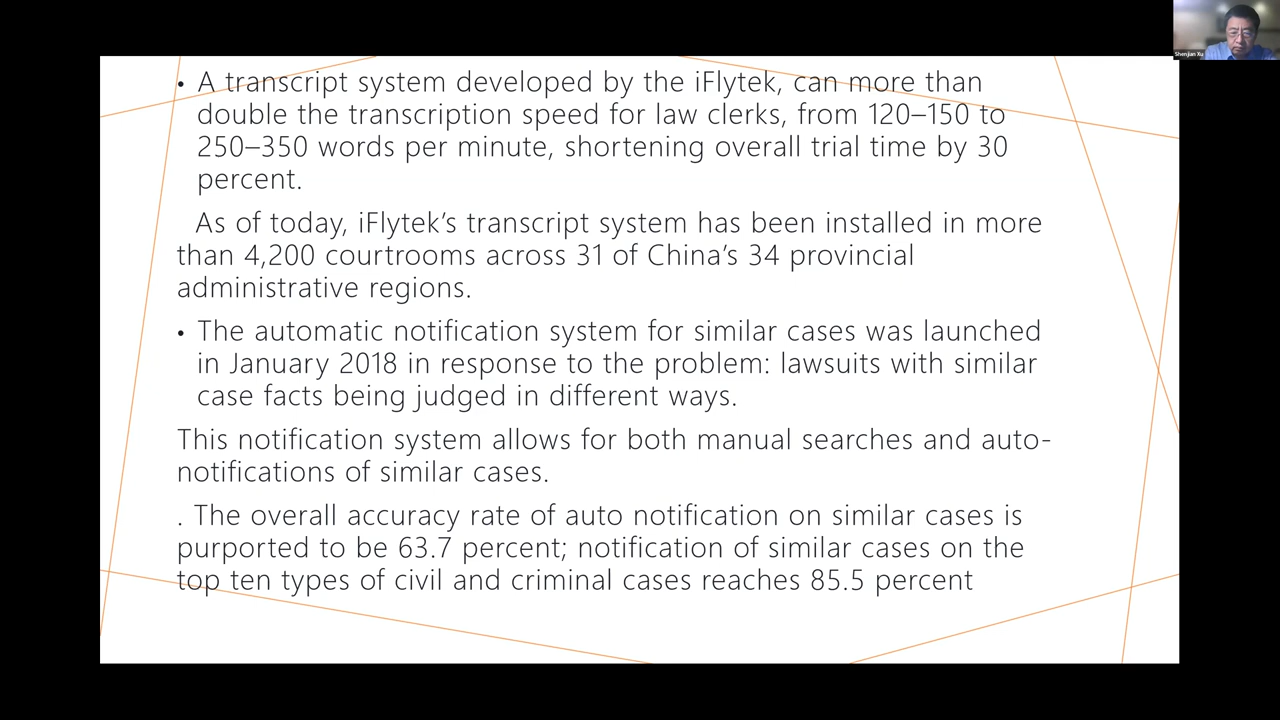 Shenjian Xu
• A transcript system developed by the iFlytek, can more than
double the transcription speed for law clerks, from 120–150 to
250–350 words per minute, shortening overall trial time by 30
percent.
As of today, iFlytek’s transcript system has been installed in more
than 4,200 courtrooms across 31 of China’s 34 provincial
administrative regions.
• The automatic notification system for similar cases was launched
in January 2018 in response to the problem: lawsuits with similar
case facts being judged in different ways.
This notification system allows for both manual searches and auto-
notifications of similar cases.
. The overall accuracy rate of auto notification on similar cases is
purported to be 63.7 percent; notification of similar cases on the
top ten types of civil and criminal cases reaches 85.5 percent